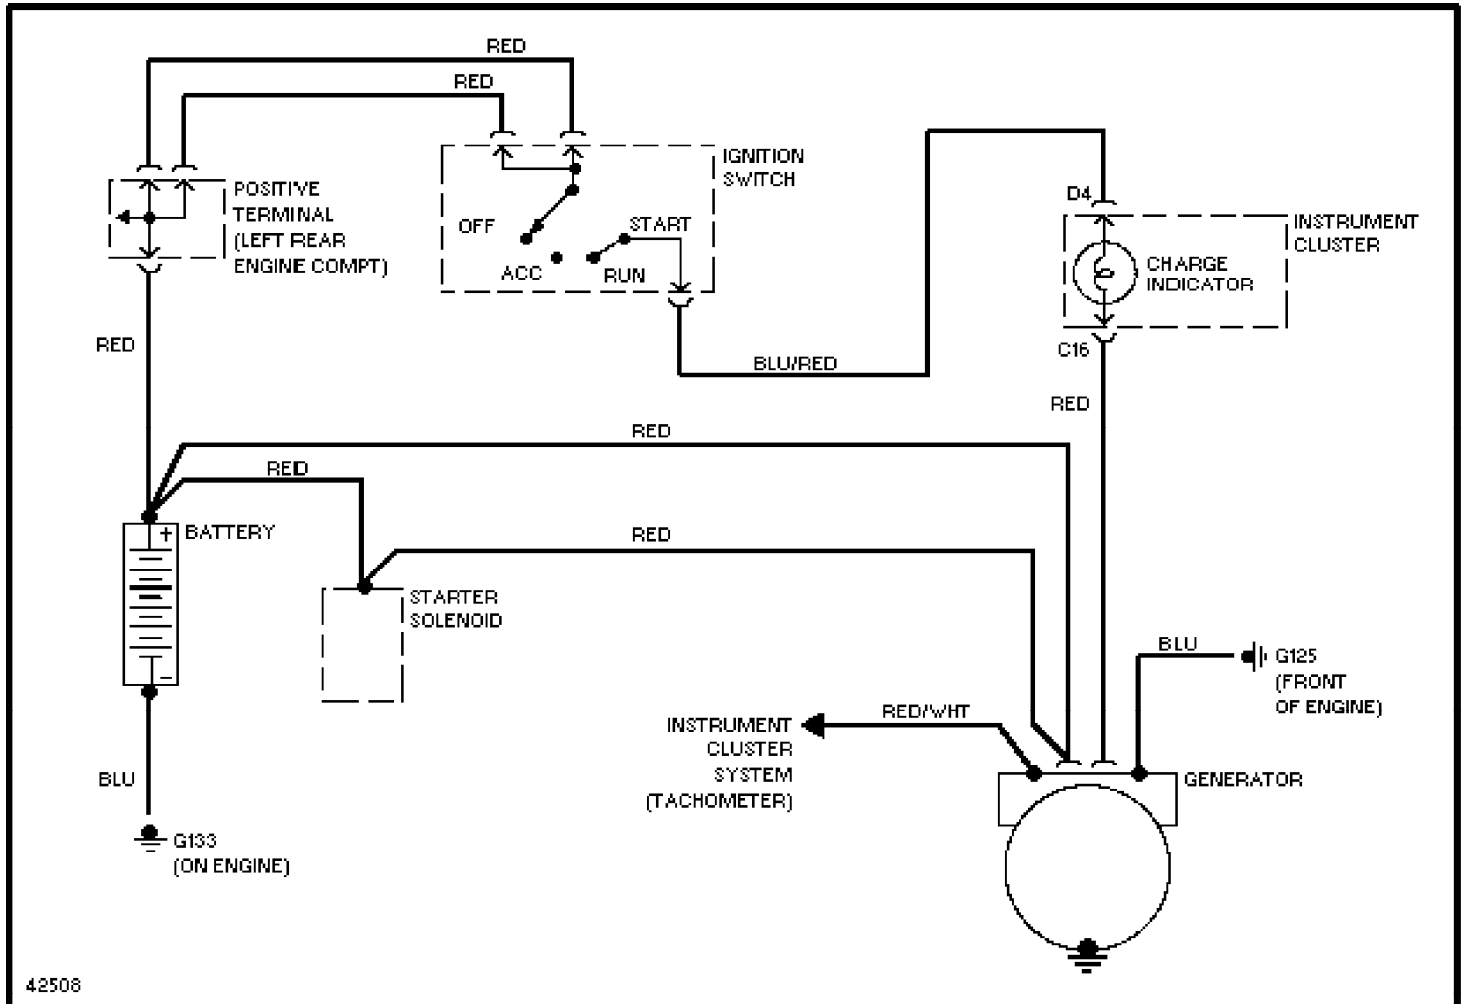 RED
RED
IGNITION
SWITCH
POSITIVE
TERMINAL
(LEFT REAR
ENGINE COMPT)
OFF
START
ACC
RUN
D4
INSTRUMENT
CLUSTER
CHARGE
INDICATOR
C16
RED
BLU/RED
RED
RED
RED
BATTERY
+
-
RED
STARTER
SOLENOID
BLU
G125
(FRONT
OF ENGINE)
RED/WHT
INSTRUMENT
CLUSTER
SYSTEM
(TACHOMETER)
GENERATOR
BLU
G133
(ON ENGINE)
42508